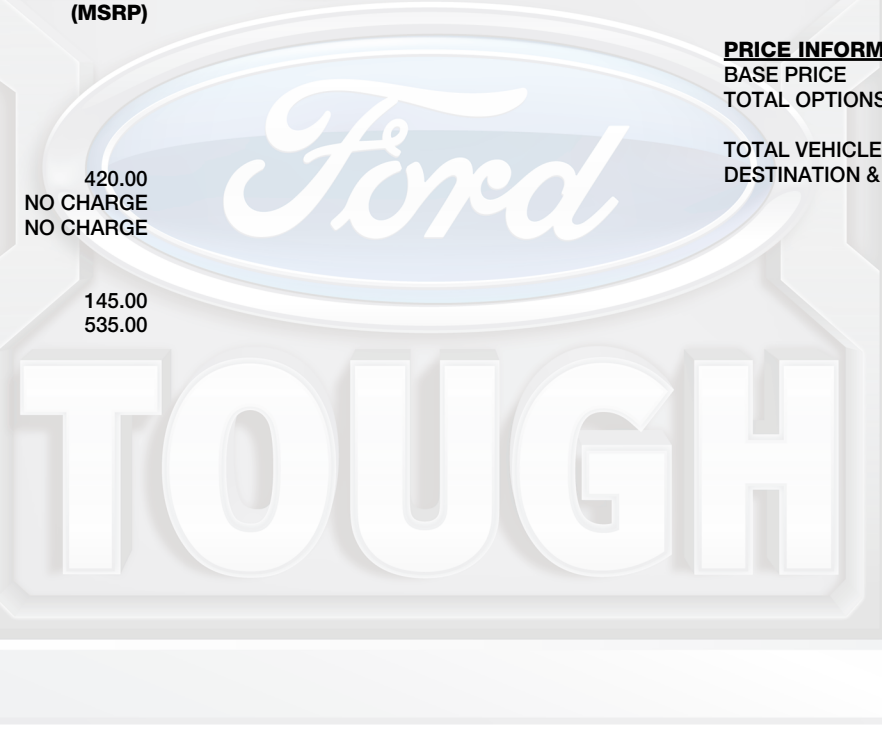 (MSRP)
420.00
NO CHARGE
NO CHARGE
145.00
535.00
PRICE INFORM
BASE PRICE
TOTAL OPTIONS
TOTAL VEHICLE
DESTINATION &
Ford
TOUGH